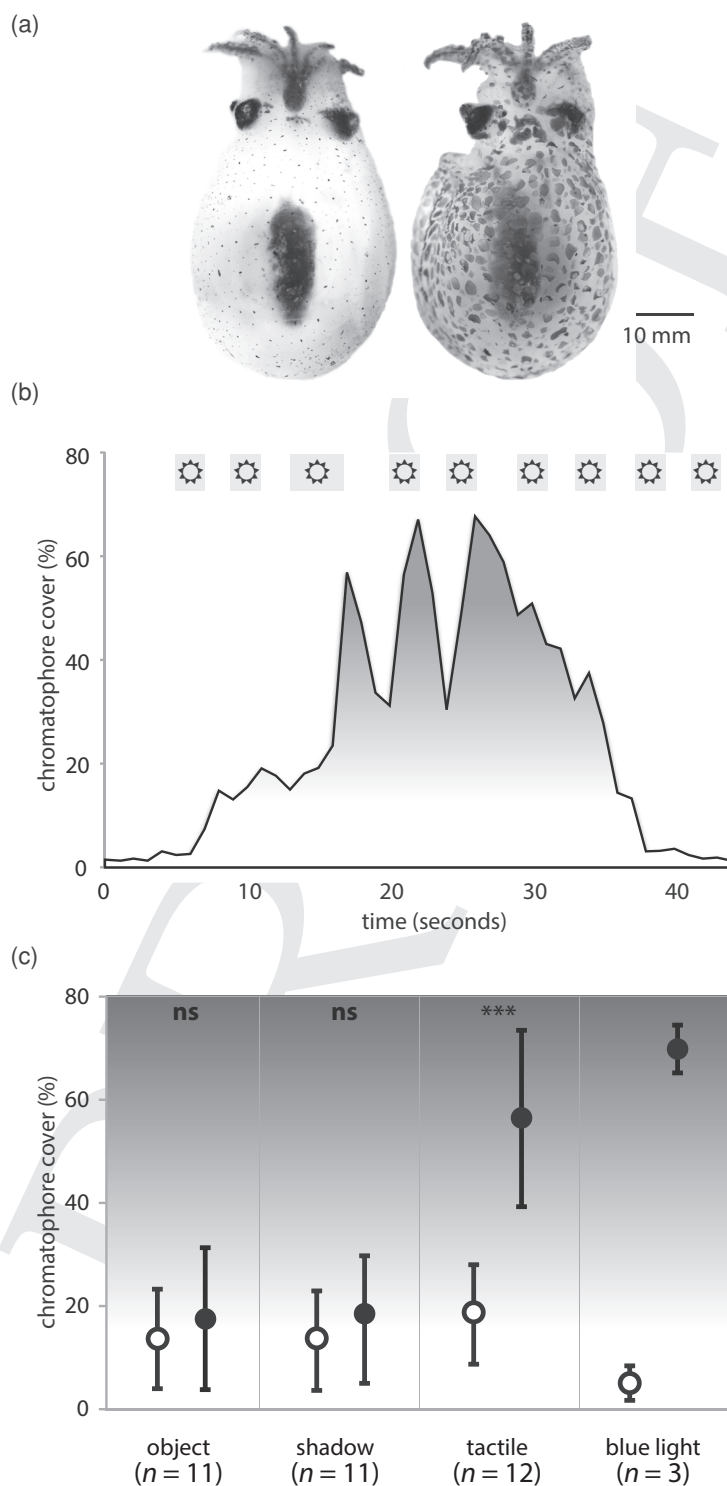 (a)
10 mm
(b)
80
60
40
20
0
chromatophore cover (%)
0 10 20 30 40
time (seconds)
(c)
80
60
40
20
0
chromatophore cover (%)
ns ns ***
object shadow tactile blue light
(n = 11) (n = 11) (n = 12) (n = 3)